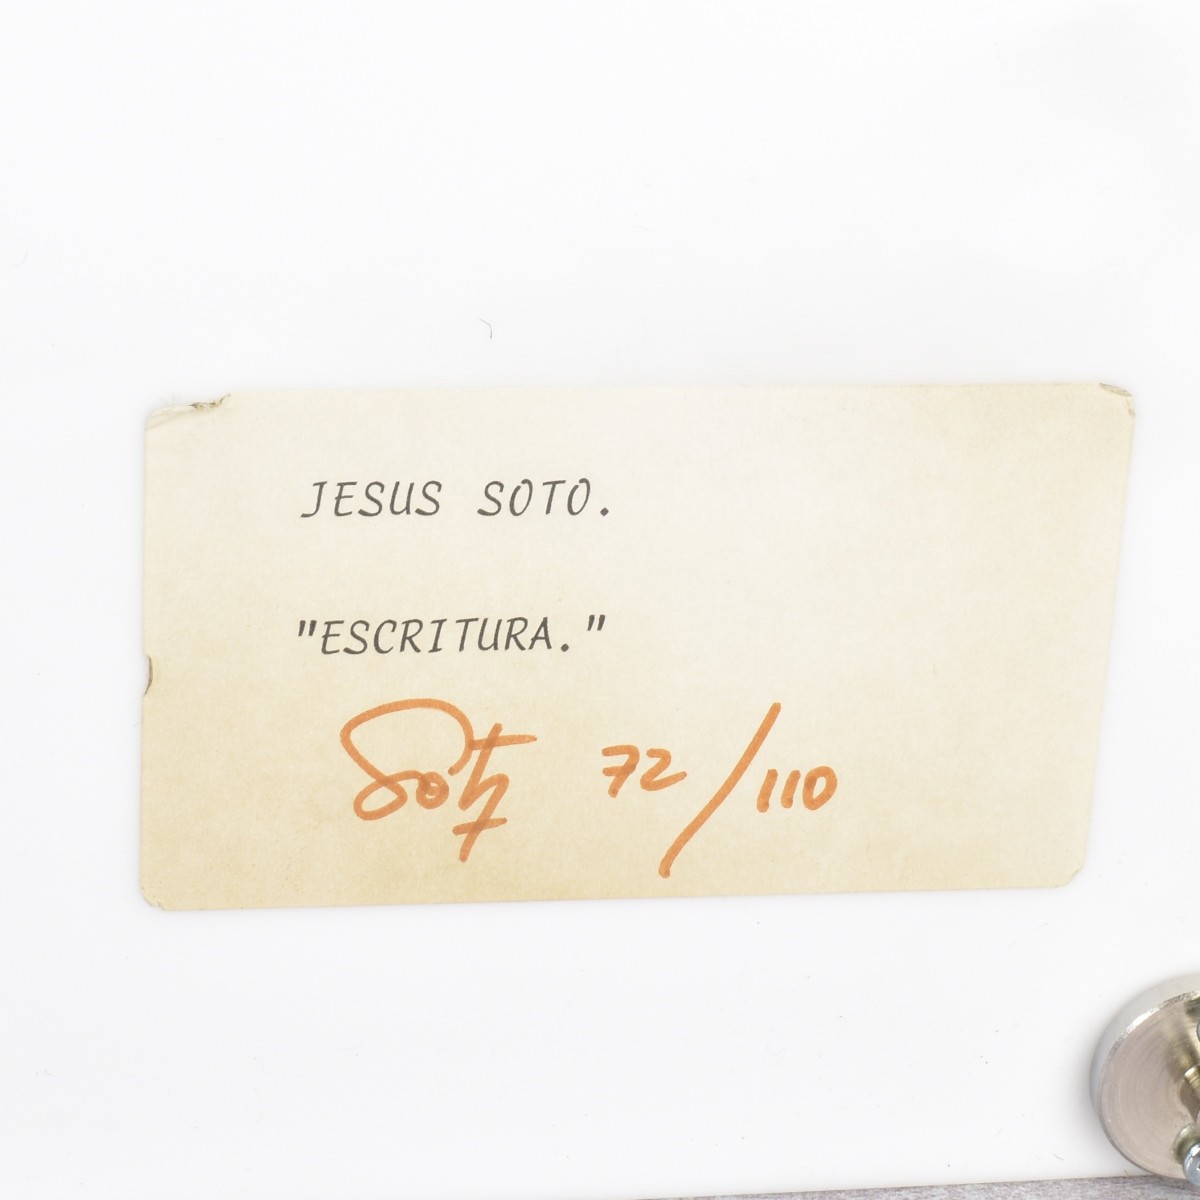 JESUS SOTO.
"ESCRITURA."
Soto 72/110